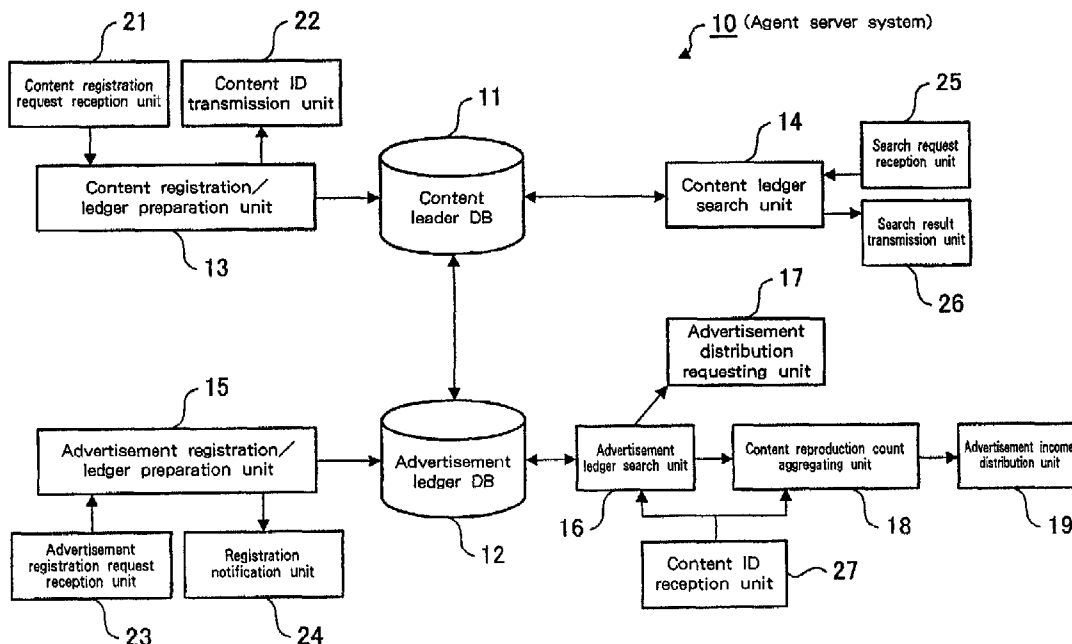 10 (Agent server system)
21
22
Content registration
request reception unit
Content ID
transmission unit
11
14
25
Search request
reception unit
Content registration/
ledger preparation unit
Content
leader DB
Content ledger
search unit
Search result
transmission unit
13
26
17
Advertisement
distribution
requesting unit
15
Advertisement registration/
ledger preparation unit
Advertisement
ledger DB
Advertisement
ledger search unit
Content reproduction count
aggregating unit
Advertisement income
distribution unit
16
18
19
12
Advertisement
registration request
reception unit
Registration
notification unit
Content ID
reception unit
27
23
24